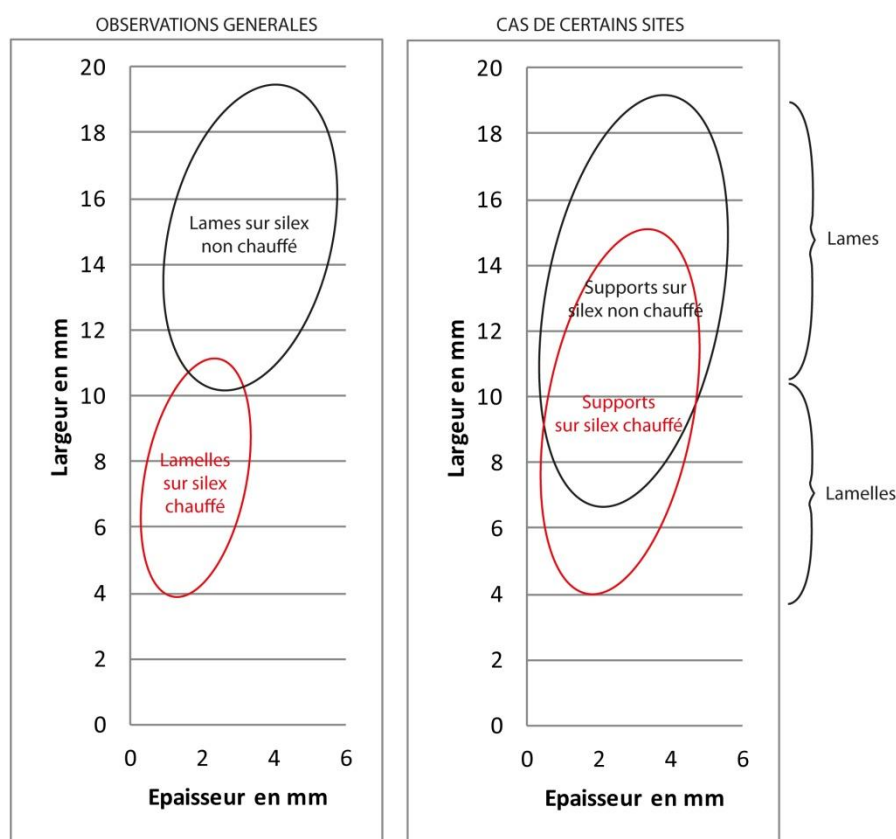 OBSERVATIONS GENERALES
Largeur en mm
20
18
16
14
12
10
8
6
4
2
0
Lames sur silex
non chauffé
Lamelles
sur silex
chauffé
0 2 4 6
Epaisseur en mm
CAS DE CERTAINS SITES
Largeur en mm
20
18
16
14
12
10
8
6
4
2
0
Supports sur
silex non chauffé
Supports
sur silex chauffé
0 2 4 6
Epaisseur en mm
Lames
Lamelles